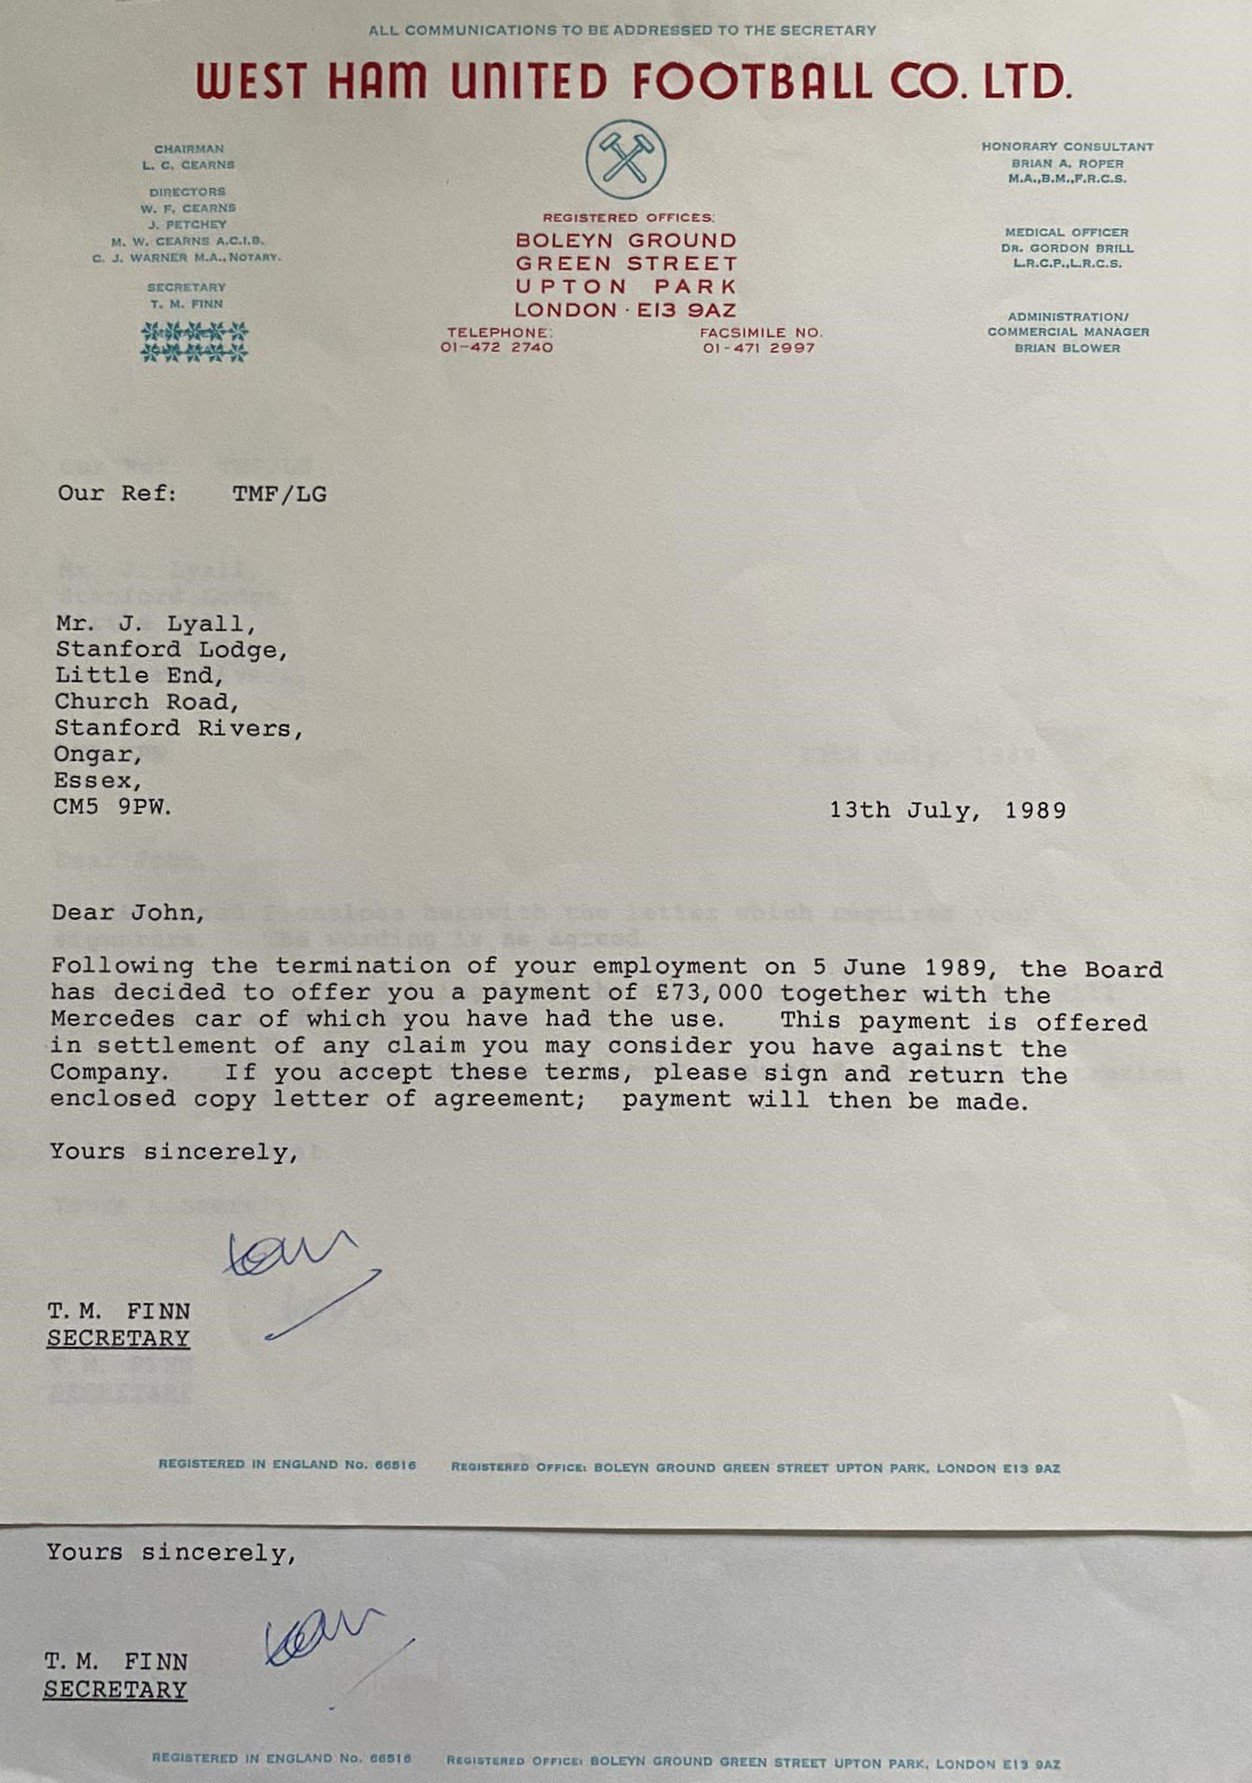 ALL COMMUNICATIONS TO BE ADDRESSED TO THE SECRETARY
WEST HAM UNITED FOOTBALL CO. LTD.
CHAIRMAN
L. C. CEARNS
DIRECTORS
W. F. CEARNS
J. PETCHEY
M. W. CEARNS A.C.I.B.
C. J. WARNER M.A., NOTARY.
SECRETARY
T. M. FINN
REGISTERED OFFICES:
BOLEYN GROUND
GREEN STREET
UPTON PARK
LONDON · E13 9AZ
TELEPHONE:
01-472 2740
FACSIMILE NO.
01-471 2997
HONORARY CONSULTANT
BRIAN A. ROPER
M.A.,B.M.,F.R.C.S.
MEDICAL OFFICER
DR. GORDON BRILL
L.R.C.P.,L.R.C.S.
ADMINISTRATION/
COMMERCIAL MANAGER
BRIAN BLOWER
Our Ref: TMF/LG
Mr. J. Lyall,
Stanford Lodge,
Little End,
Church Road,
Stanford Rivers,
Ongar,
Essex,
CM5 9PW.
13th July, 1989
Dear John,
Following the termination of your employment on 5 June 1989, the Board
has decided to offer you a payment of £73,000 together with the
Mercedes car of which you have had the use. This payment is offered
in settlement of any claim you may consider you have against the
Company. If you accept these terms, please sign and return the
enclosed copy letter of agreement; payment will then be made.
Yours sincerely,
T.M. FINN
SECRETARY
REGISTERED IN ENGLAND No. 66516 REGISTERED OFFICE: BOLEYN GROUND GREEN STREET UPTON PARK, LONDON E13 9AZ
Yours sincerely,
T.M. FINN
SECRETARY
REGISTERED IN ENGLAND No. 66516 REGISTERED OFFICE: BOLEYN GROUND GREEN STREET UPTON PARK, LONDON E13 9AZ